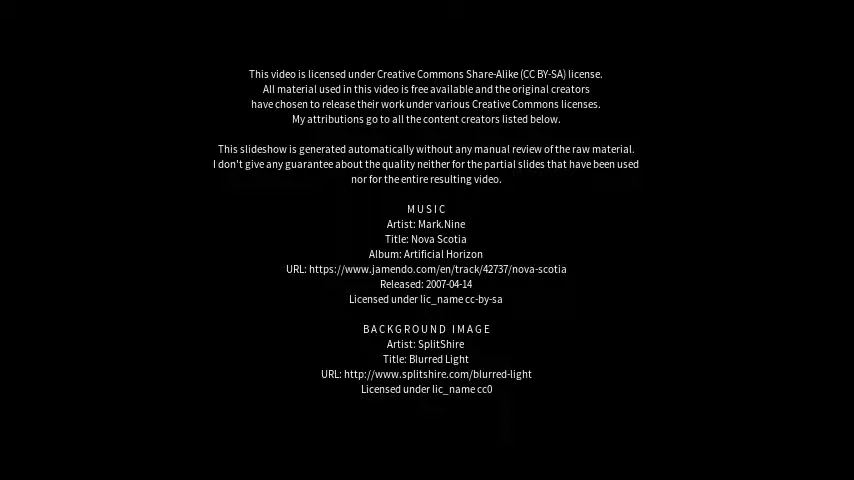 This video is licensed under Creative Commons Share-Alike (CC BY-SA) license.
All material used in this video is free available and the original creators
have chosen to release their work under various Creative Commons licenses.
My attributions go to all the content creators listed below.
This slideshow is generated automatically without any manual review of the raw material.
I don't give any guarantee about the quality neither for the partial slides that have been used
nor for the entire resulting video.
MUSIC
Artist: Mark.Nine
Title: Nova Scotia
Album: Artificial Horizon
URL: https://www.jamendo.com/en/track/42737/nova-scotia
Released: 2007-04-14
Licensed under lic_name cc-by-sa
BACKGROUND IMAGE
Artist: SplitShire
Title: Blurred Light
URL: http://www.splitshire.com/blurred-light
Licensed under lic_name cc0